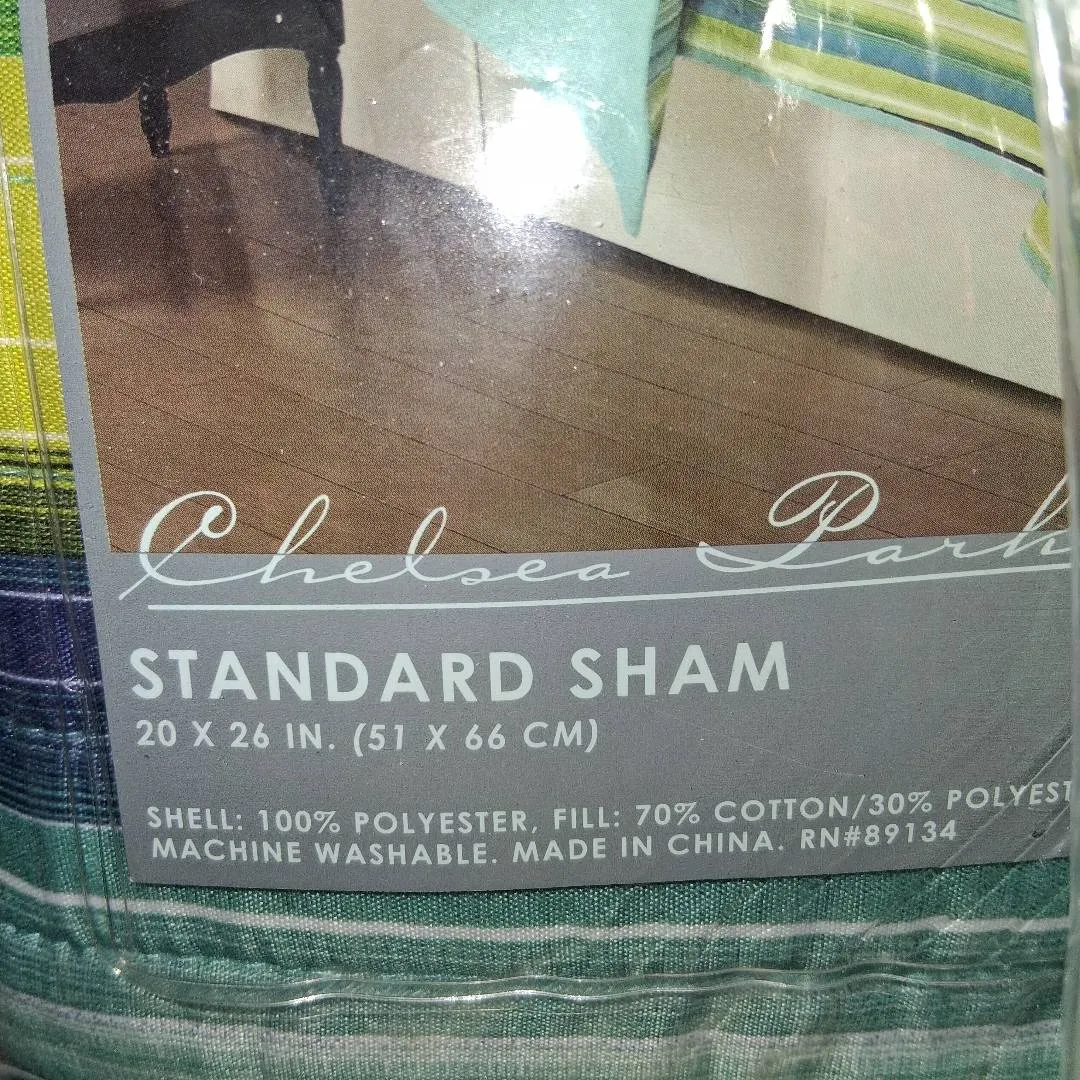 Chelsea Park
STANDARD SHAM
20 X 26 IN. (51 X 66 CM)
SHELL: 100% POLYESTER, FILL: 70% COTTON/30% POLYEST
MACHINE WASHABLE. MADE IN CHINA. RN#89134